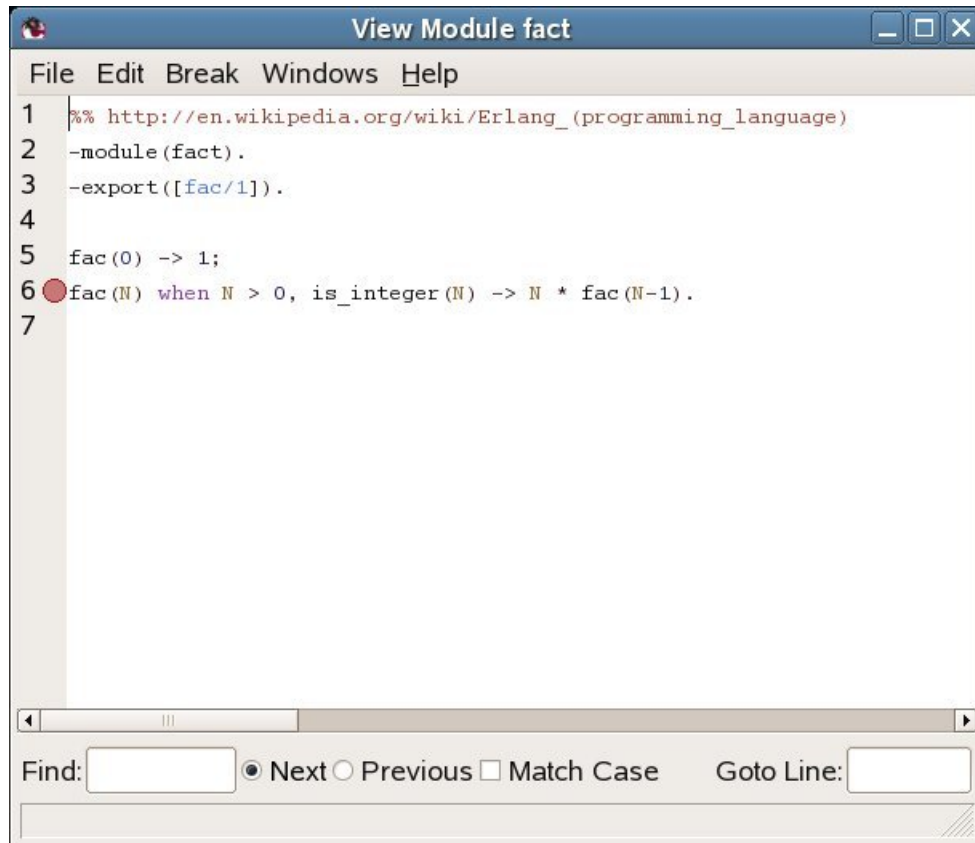 View Module fact
File Edit Break Windows Help
1 %% http://en.wikipedia.org/wiki/Erlang_(programming_language)
2 -module(fact).
3 -export([fac/1]).
4
5 fac(0) -> 1;
6 fac(N) when N > 0, is_integer(N) -> N * fac(N-1).
7
Find: Next Previous Match Case Goto Line: